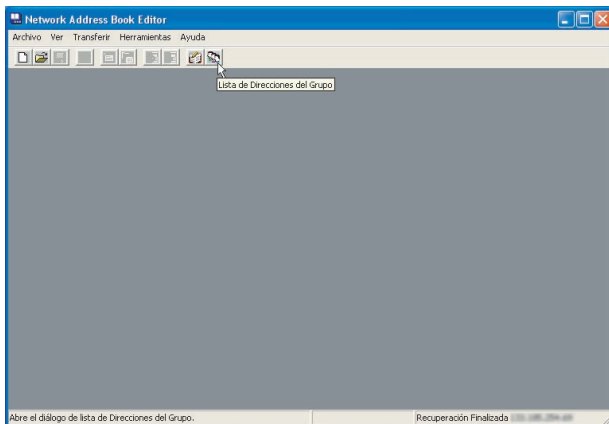 Network Address Book Editor
Archivo Ver Transferir Herramientas Ayuda
Lista de Direcciones del Grupo
Abre el diálogo de lista de Direcciones del Grupo. Recuperación Finalizada